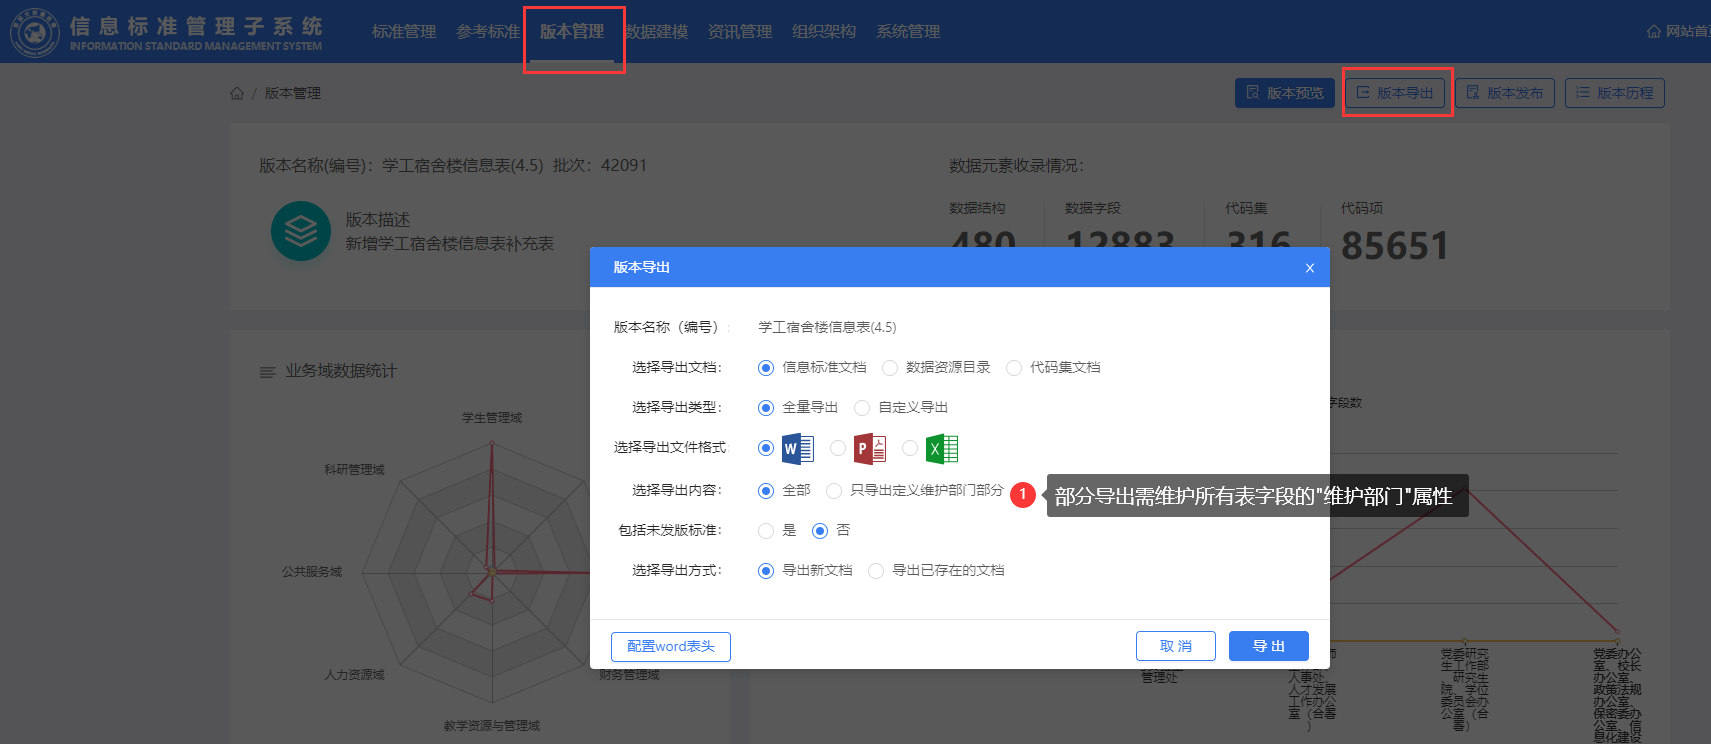 信息标准管理子系统
INFORMATION STANDARD MANAGEMENT SYSTEM
标准管理 参考标准 版本管理 数据建模 资讯管理 组织架构 系统管理
网站首页
/ 版本管理
版本预览 版本导出 版本发布 版本历程
版本名称(编号)：学工宿舍楼信息表(4.5) 批次：42091
数据元素收录情况：
版本描述
新增学工宿舍楼信息表补充表
数据结构 数据字段 代码集 代码项
480 12883 316 85651
版本导出 x
版本名称（编号）: 学工宿舍楼信息表(4.5)
选择导出文档： 信息标准文档 数据资源目录 代码集文档
选择导出类型： 全量导出 自定义导出
选择导出文件格式: W P X
选择导出内容： 全部 只导出定义维护部门部分
1 部分导出需维护所有表字段的"维护部门"属性
包括未发版标准： 是 否
选择导出方式： 导出新文档 导出已存在的文档
配置word表头 取 消 导 出
业务域数据统计
学生管理域
科研管理域
公共服务域
人力资源域
教学资源与管理域
财务管理域
字段数
管理处
师
人事处、
人才发展
工作办公
室（合署
）
党委研究
生工作部
、研究生
院、学位
委员会办
公室（合
署）
党委办公
室、校长
办公室、
政策法规
办公室、
保密委办
公室、信
息化建设